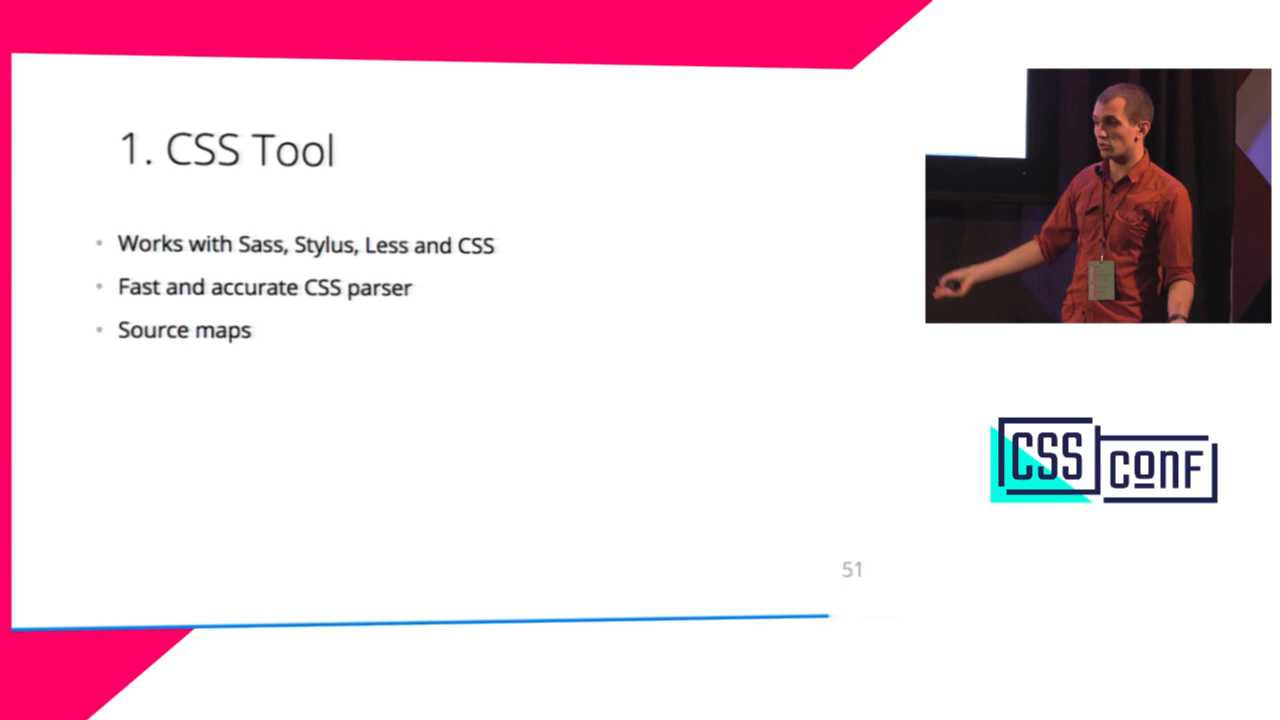 1. CSS Tool
• Works with Sass, Stylus, Less and CSS
• Fast and accurate CSS parser
• Source maps
51
CSS
CONF